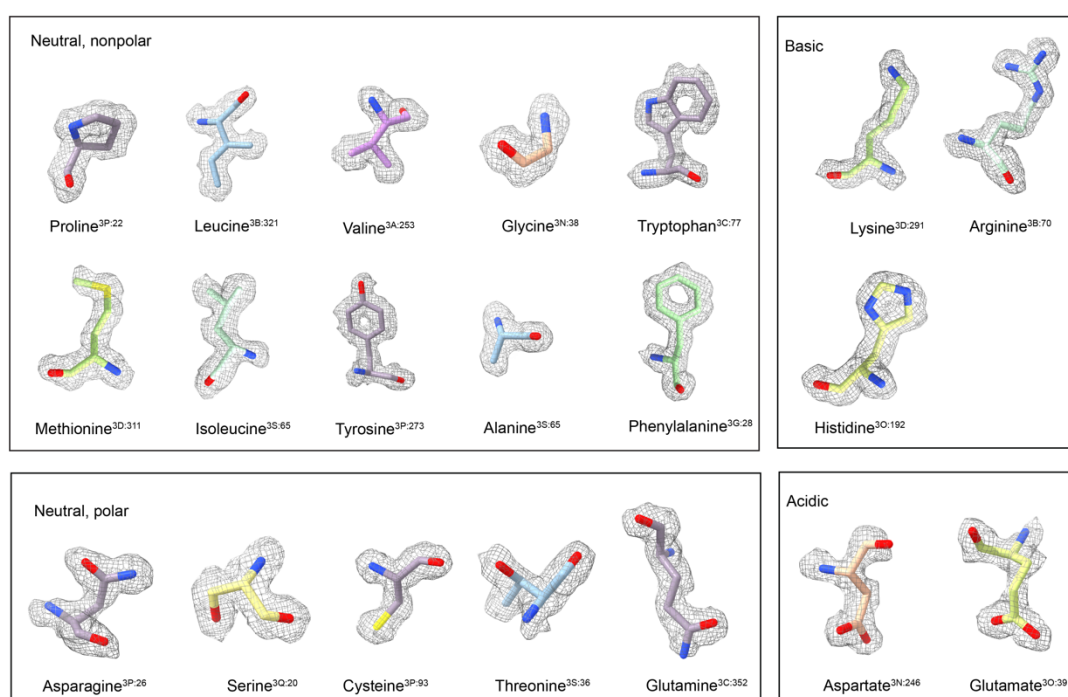 Neutral, nonpolar
Proline3P:22 Leucine3B:321 Valine3A:253 Glycine3N:38 Tryptophan3C:77
Methionine3D:311 Isoleucine3S:65 Tyrosine3P:273 Alanine3S:65 Phenylalanine3G:28
Basic
Lysine3D:291 Arginine3B:70
Histidine3O:192
Neutral, polar
Asparagine3P:26 Serine3Q:20 Cysteine3P:93 Threonine3S:36 Glutamine3C:352
Acidic
Aspartate3N:246 Glutamate3O:39